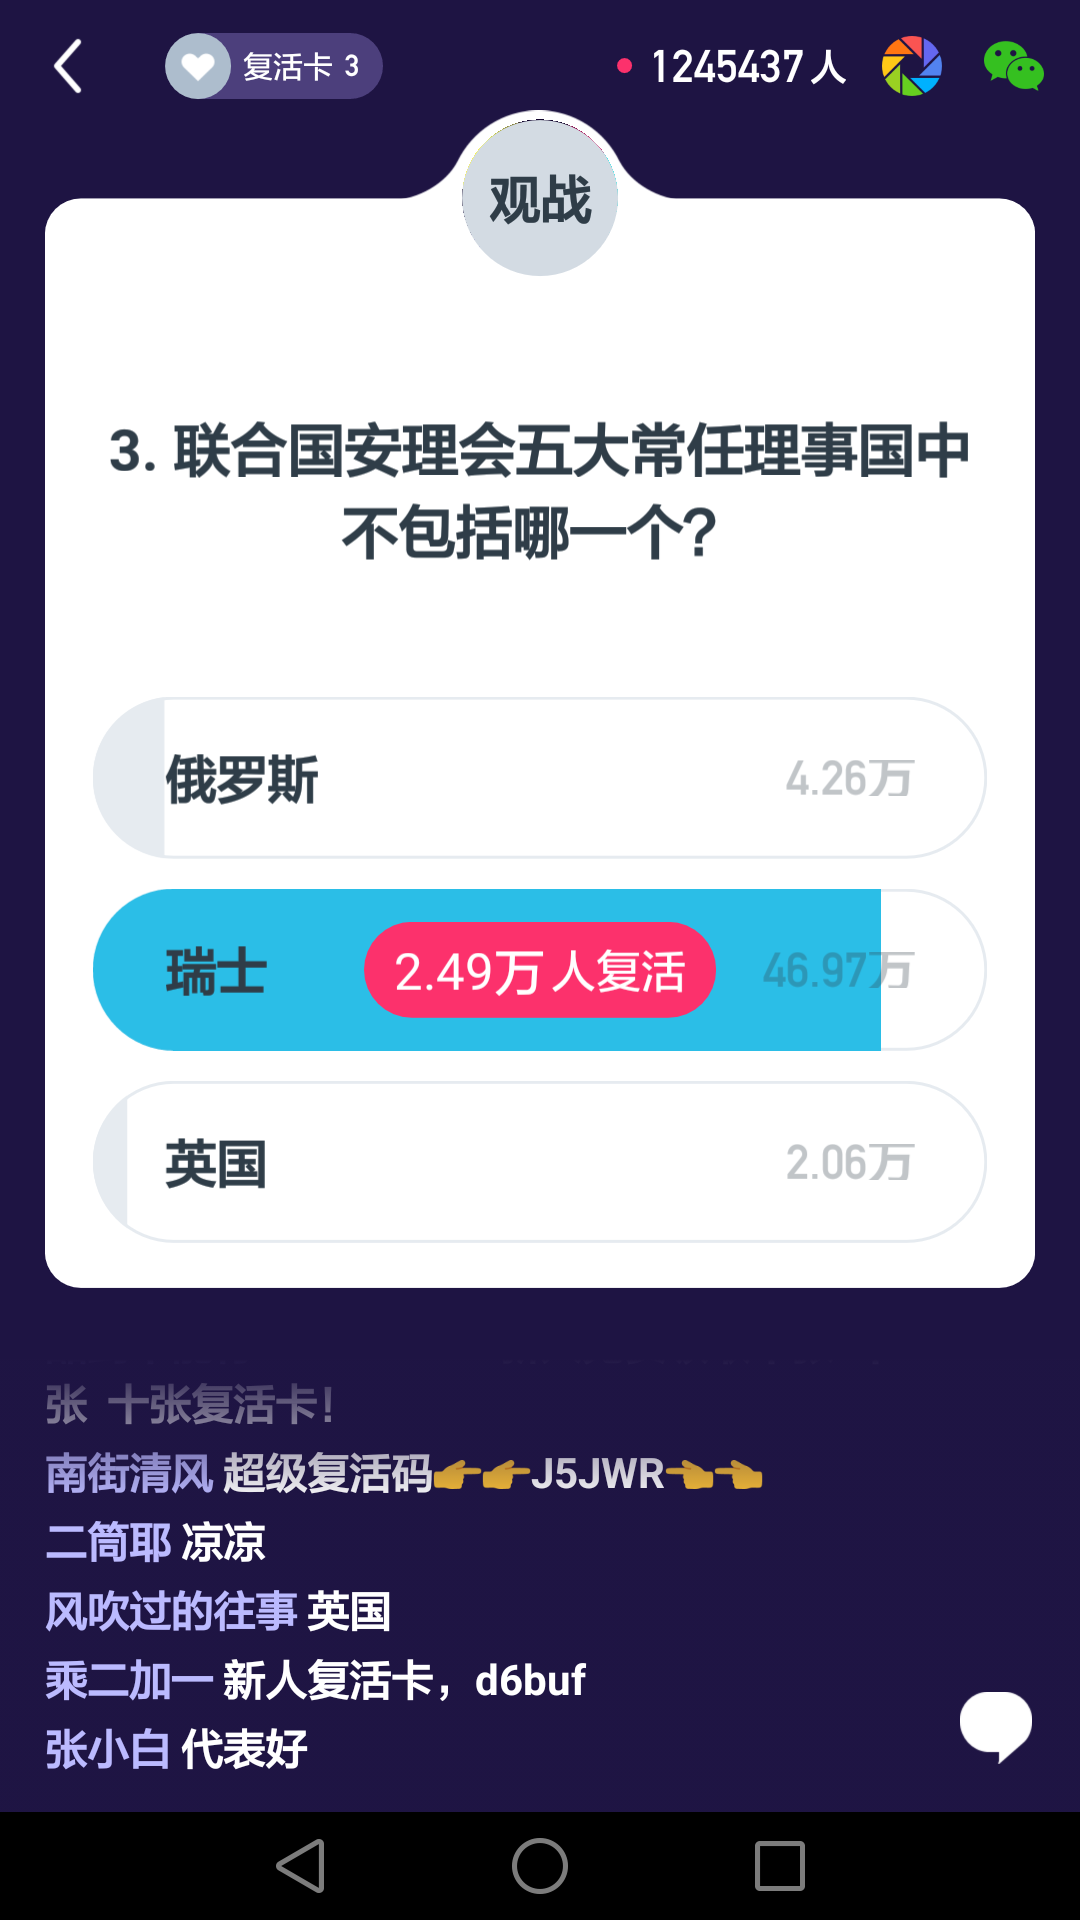 复活卡 3
1245437 人
观战
3. 联合国安理会五大常任理事国中
不包括哪一个?
俄罗斯 4.26万
瑞士 2.49万 人复活 46.97万
英国 2.06万
张 十张复活卡!
南街清风 超级复活码👉👉J5JWR👈👈
二筒耶 凉凉
风吹过的往事 英国
乘二加一 新人复活卡，d6buf
张小白 代表好